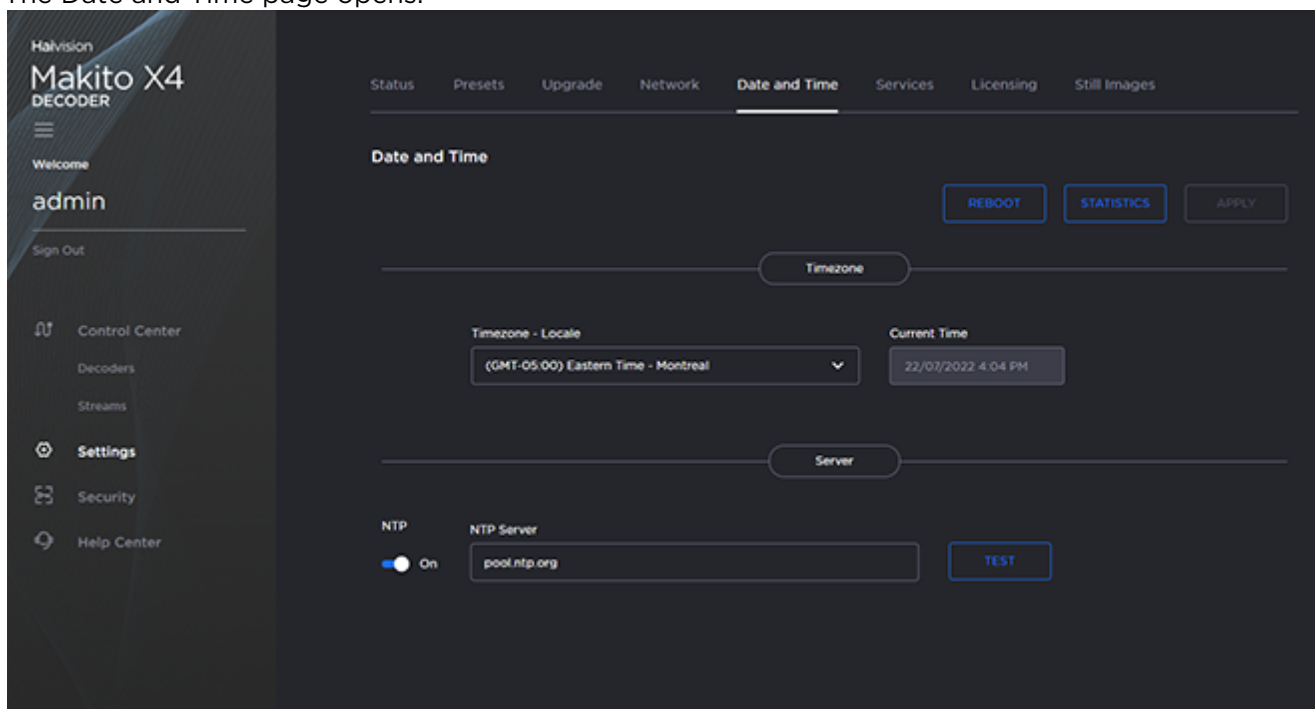 The Date and Time page opens.
Haivision
Makito X4
DECODER
Welcome
admin
Sign Out
Control Center
Decoders
Streams
Settings
Security
Help Center
Status Presets Upgrade Network Date and Time Services Licensing Still Images
Date and Time
REBOOT STATISTICS APPLY
Timezone
Timezone - Locale Current Time
(GMT-05:00) Eastern Time - Montreal 22/07/2022 4:04 PM
Server
NTP NTP Server
On pool.ntp.org TEST